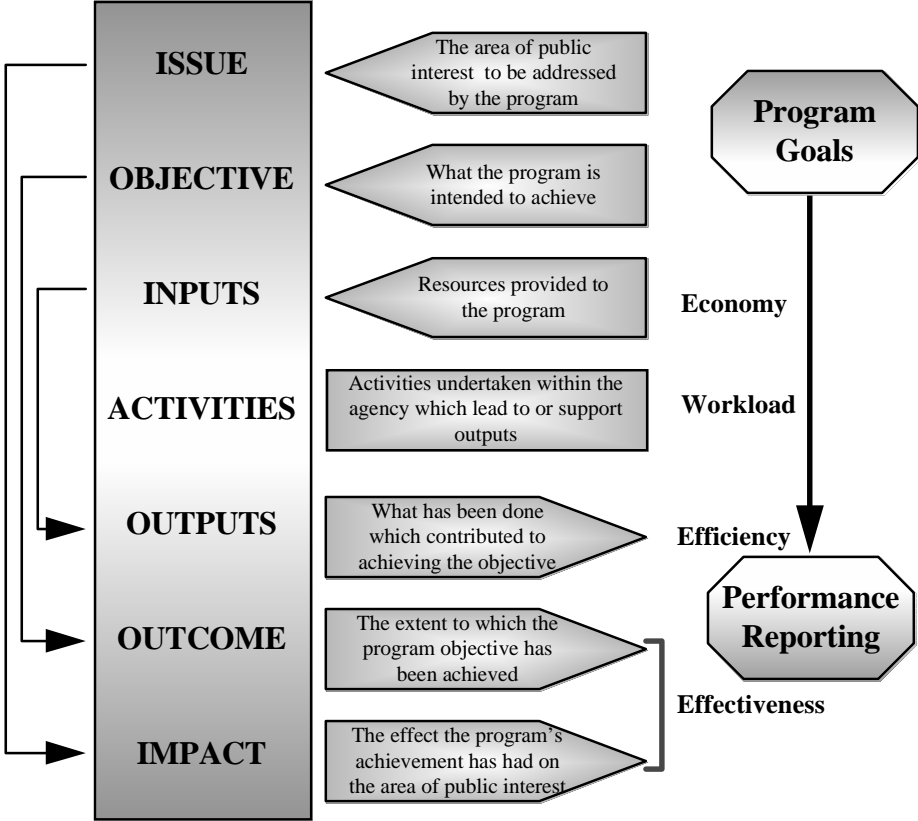 ISSUE
The area of public
interest to be addressed
by the program
Program
Goals
OBJECTIVE
What the program is
intended to achieve
INPUTS
Resources provided to
the program
Economy
ACTIVITIES
Activities undertaken within the
agency which lead to or support
outputs
Workload
OUTPUTS
What has been done
which contributed to
achieving the objective
Efficiency
Performance
Reporting
OUTCOME
The extent to which the
program objective has
been achieved
Effectiveness
IMPACT
The effect the program's
achievement has had on
the area of public interest